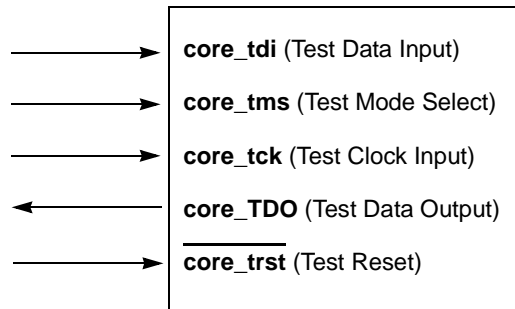 core_tdi (Test Data Input)
core_tms (Test Mode Select)
core_tck (Test Clock Input)
core_TDO (Test Data Output)
core_trst (Test Reset)